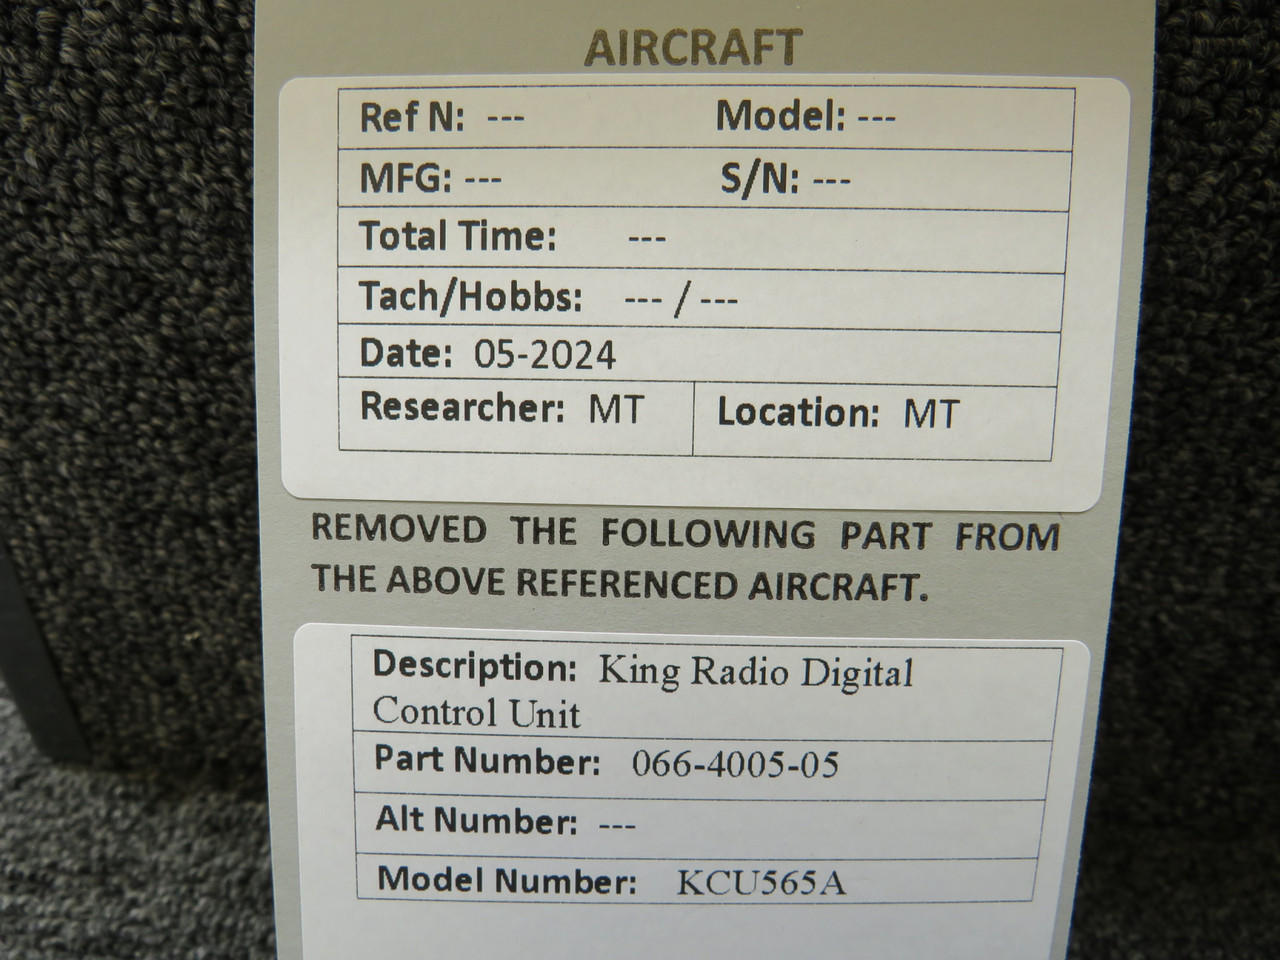 AIRCRAFT
Ref N: --- Model: ---
MFG: --- S/N: ---
Total Time: ---
Tach/Hobbs: --- / ---
Date: 05-2024
Researcher: MT Location: MT
REMOVED THE FOLLOWING PART FROM
THE ABOVE REFERENCED AIRCRAFT.
Description: King Radio Digital
Control Unit
Part Number: 066-4005-05
Alt Number: ---
Model Number: KCU565A